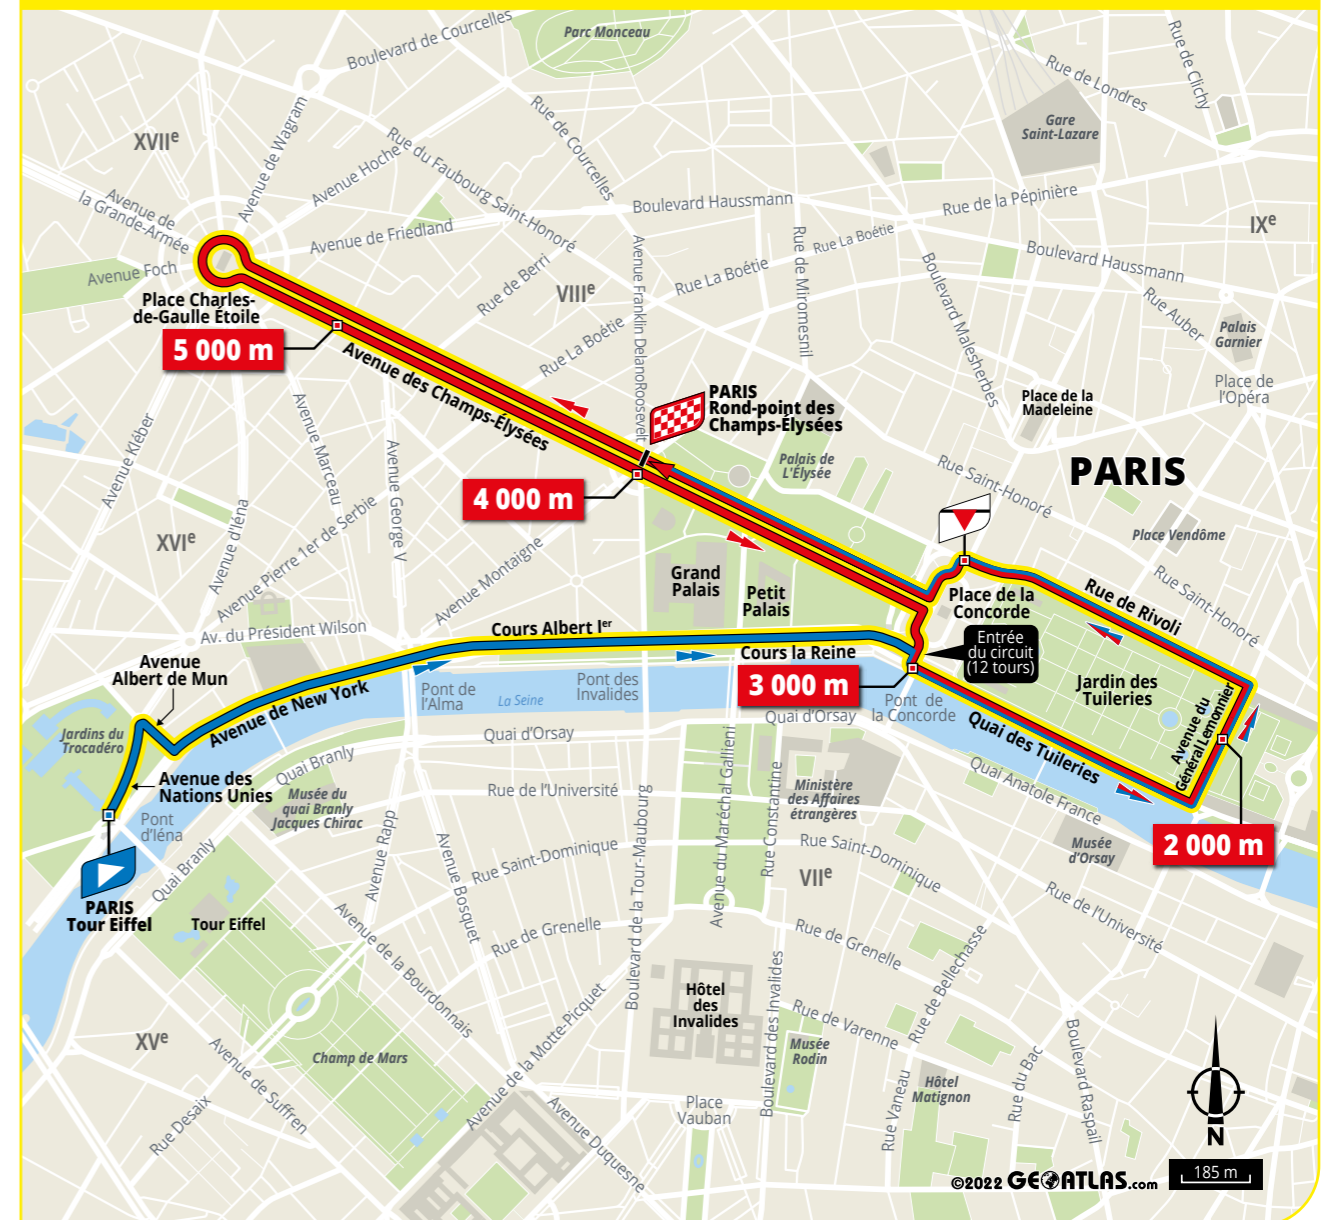 Boulevard de Courcelles
Parc Monceau
Rue de Clichy
Rue de Londres
Gare
Saint-Lazare
XVIIe
Avenue de Wagram
Avenue Hoche
Rue du Faubourg Saint-Honoré
Rue de Courcelles
Avenue de
la Grande-Armée
Boulevard Haussmann
Rue de la Pépinière
IXe
Avenue de Friedland
Rue La Boétie
Boulevard Haussmann
Avenue Foch
Rue de Berri
VIIIe
Avenue Franklin DelanoRoosevelt
Rue La Boétie
Rue de Miromesnil
Boulevard Malesherbes
Rue Auber
Palais
Garnier
Place Charles-
de-Gaulle Étoile
5 000 m
Avenue des Champs-Élysées
Rue La Boétie
Place de
l'Opéra
PARIS
Rond-point des
Champs-Élysées
Place de la
Madeleine
Avenue Kléber
Avenue Marceau
Avenue George V
Palais de
L'Élysée
Rue Saint-Honoré
PARIS
4 000 m
Avenue d'Iéna
Avenue Pierre 1er de Serbie
XVIe
Avenue Montaigne
Place Vendôme
Grand
Palais
Petit
Palais
Place de la
Concorde
Rue de Rivoli
Rue Saint-Honoré
Av. du Président Wilson
Cours Albert Ier
Entrée
du circuit
(12 tours)
Cours la Reine
3 000 m
Avenue
Albert de Mun
Avenue de New York
Pont de
l'Alma
La Seine
Pont des
Invalides
Quai d'Orsay
Pont de
la Concorde
Jardin des
Tuileries
Quai des Tuileries
Avenue du
Général Lemonnier
Jardins du
Trocadéro
Quai d'Orsay
Quai Branly
Avenue des
Nations Unies
Musée du
quai Branly
Jacques Chirac
Rue de l'Université
Ministère
des Affaires
étrangères
Quai Anatole France
Pont
d'Iéna
Quai Branly
Avenue Rapp
Avenue Bosquet
Rue Saint-Dominique
Boulevard de la Tour-Maubourg
Avenue du Maréchal Gallieni
Rue Constantine
Rue Saint-Dominique
Musée
d'Orsay
2 000 m
VIIe
PARIS
Tour Eiffel
Tour Eiffel
Rue de l'Université
Avenue de la Bourdonnais
Rue de Grenelle
Rue de Grenelle
Rue de Bellechasse
Hôtel
des
Invalides
Boulevard des Invalides
Rue de Varenne
XVe
Champ de Mars
Avenue de la Motte-Picquet
Musée
Rodin
Avenue de Suffren
Rue Desaix
Hôtel
Matignon
Rue Vaneau
Rue du Bac
Boulevard Raspail
Place
Vauban
Avenue Duquesne
N
©2022 GEOATLAS.com
185 m